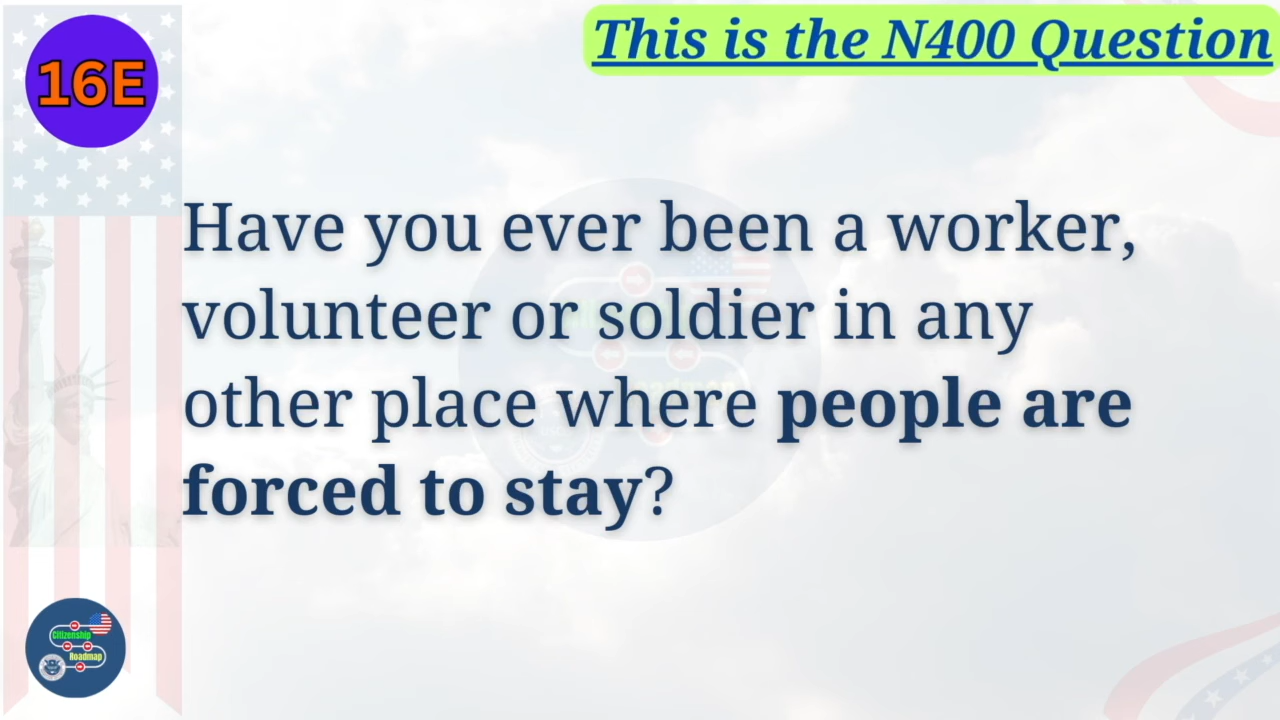 16E
This is the N400 Question
Have you ever been a worker,
volunteer or soldier in any
other place where people are
forced to stay?
Citizenship
Roadmap